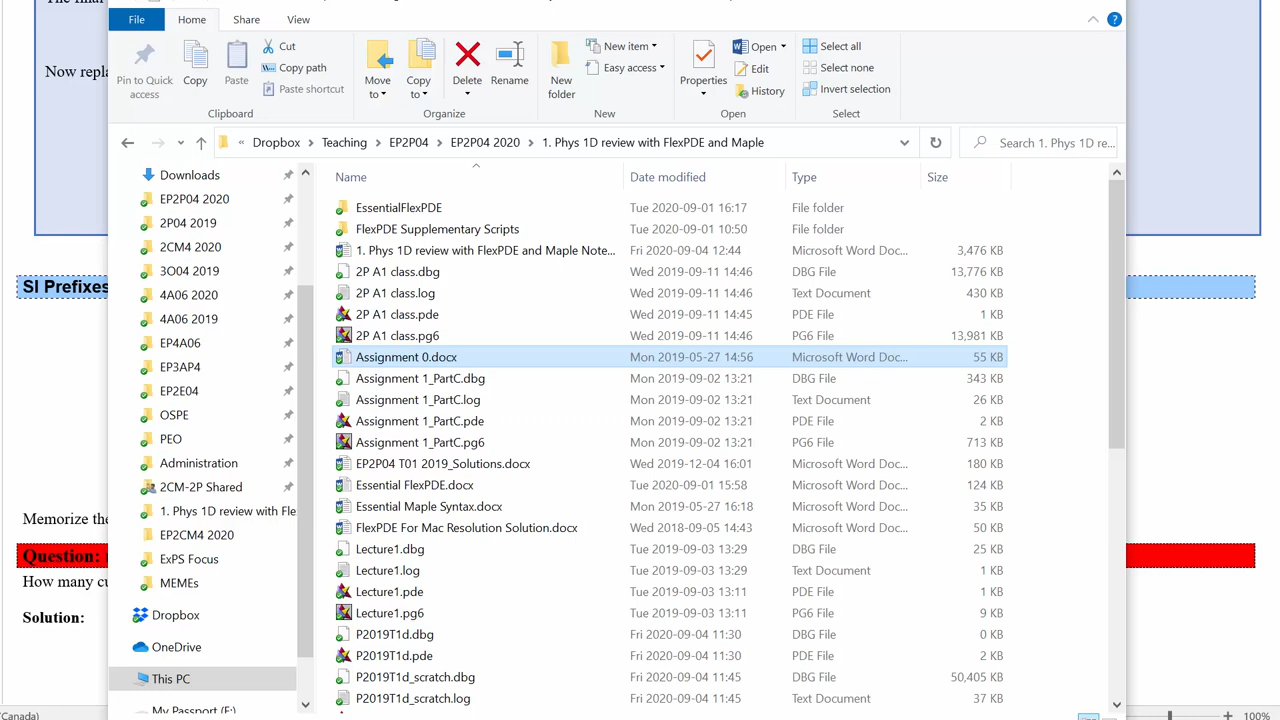 Now repla
SI Prefixes
Memorize the
Question:
How many cu
Solution:
Canada)
100%
File
Home
Share
View
Pin to Quick access
Copy
Paste
Cut
Copy path
Paste shortcut
Clipboard
Move to
Copy to
Delete
Rename
Organize
New folder
New item
Easy access
New
Properties
Open
Edit
History
Open
Select all
Select none
Invert selection
Select
« Dropbox > Teaching > EP2P04 > EP2P04 2020 > 1. Phys 1D review with FlexPDE and Maple
Search 1. Phys 1D re...
Downloads
EP2P04 2020
2P04 2019
2CM4 2020
3O04 2019
4A06 2020
4A06 2019
EP4A06
EP3AP4
EP2E04
OSPE
PEO
Administration
2CM-2P Shared
1. Phys 1D review with Fle
EP2CM4 2020
ExPS Focus
MEMEs
Dropbox
OneDrive
This PC
My Passport (F:)
Name Date modified Type Size
EssentialFlexPDE Tue 2020-09-01 16:17 File folder
FlexPDE Supplementary Scripts Tue 2020-09-01 10:50 File folder
1. Phys 1D review with FlexPDE and Maple Note... Fri 2020-09-04 12:44 Microsoft Word Doc... 3,476 KB
2P A1 class.dbg Wed 2019-09-11 14:46 DBG File 13,776 KB
2P A1 class.log Wed 2019-09-11 14:46 Text Document 430 KB
2P A1 class.pde Wed 2019-09-11 14:45 PDE File 1 KB
2P A1 class.pg6 Wed 2019-09-11 14:46 PG6 File 13,981 KB
Assignment 0.docx Mon 2019-05-27 14:56 Microsoft Word Doc... 55 KB
Assignment 1_PartC.dbg Mon 2019-09-02 13:21 DBG File 343 KB
Assignment 1_PartC.log Mon 2019-09-02 13:21 Text Document 26 KB
Assignment 1_PartC.pde Mon 2019-09-02 13:21 PDE File 2 KB
Assignment 1_PartC.pg6 Mon 2019-09-02 13:21 PG6 File 713 KB
EP2P04 T01 2019_Solutions.docx Wed 2019-12-04 16:01 Microsoft Word Doc... 180 KB
Essential FlexPDE.docx Tue 2020-09-01 15:58 Microsoft Word Doc... 124 KB
Essential Maple Syntax.docx Mon 2019-05-27 16:18 Microsoft Word Doc... 35 KB
FlexPDE For Mac Resolution Solution.docx Wed 2018-09-05 14:43 Microsoft Word Doc... 50 KB
Lecture1.dbg Tue 2019-09-03 13:29 DBG File 25 KB
Lecture1.log Tue 2019-09-03 13:29 Text Document 1 KB
Lecture1.pde Tue 2019-09-03 13:11 PDE File 1 KB
Lecture1.pg6 Tue 2019-09-03 13:11 PG6 File 9 KB
P2019T1d.dbg Fri 2020-09-04 11:30 DBG File 0 KB
P2019T1d.pde Fri 2020-09-04 11:30 PDE File 2 KB
P2019T1d_scratch.dbg Fri 2020-09-04 11:45 DBG File 50,405 KB
P2019T1d_scratch.log Fri 2020-09-04 11:45 Text Document 37 KB